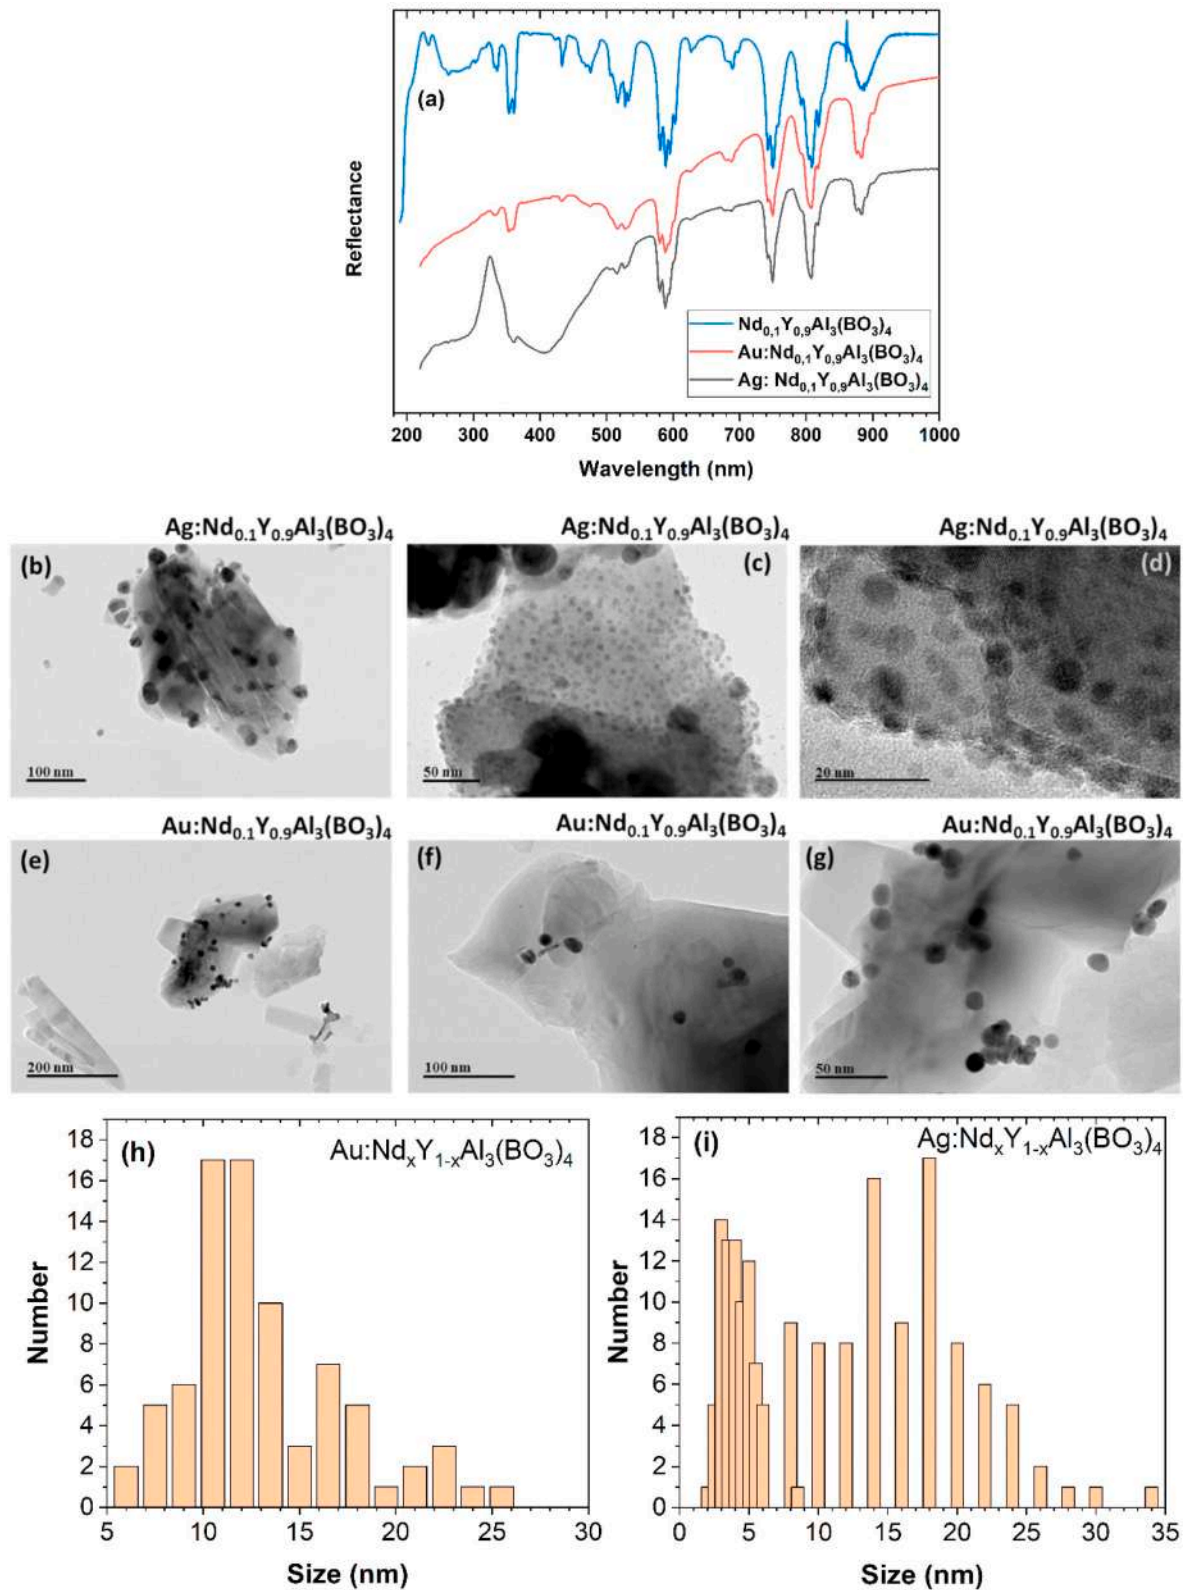 (a)
Reflectance
Nd0,1Y0,9Al3(BO3)4
Au:Nd0,1Y0,9Al3(BO3)4
Ag: Nd0,1Y0,9Al3(BO3)4
200 300 400 500 600 700 800 900 1000
Wavelength (nm)
Ag:Nd0.1Y0.9Al3(BO3)4
Ag:Nd0.1Y0.9Al3(BO3)4
Ag:Nd0.1Y0.9Al3(BO3)4
(b)
(c)
(d)
100 nm
50 nm
20 nm
Au:Nd0.1Y0.9Al3(BO3)4
Au:Nd0.1Y0.9Al3(BO3)4
Au:Nd0.1Y0.9Al3(BO3)4
(e)
(f)
(g)
200 nm
100 nm
50 nm
(h)
Au:NdxY1-xAl3(BO3)4
18
16
14
12
10
8
6
4
2
0
Number
5 10 15 20 25 30
Size (nm)
(i)
Ag:NdxY1-xAl3(BO3)4
18
16
14
12
10
8
6
4
2
0
Number
0 5 10 15 20 25 30 35
Size (nm)